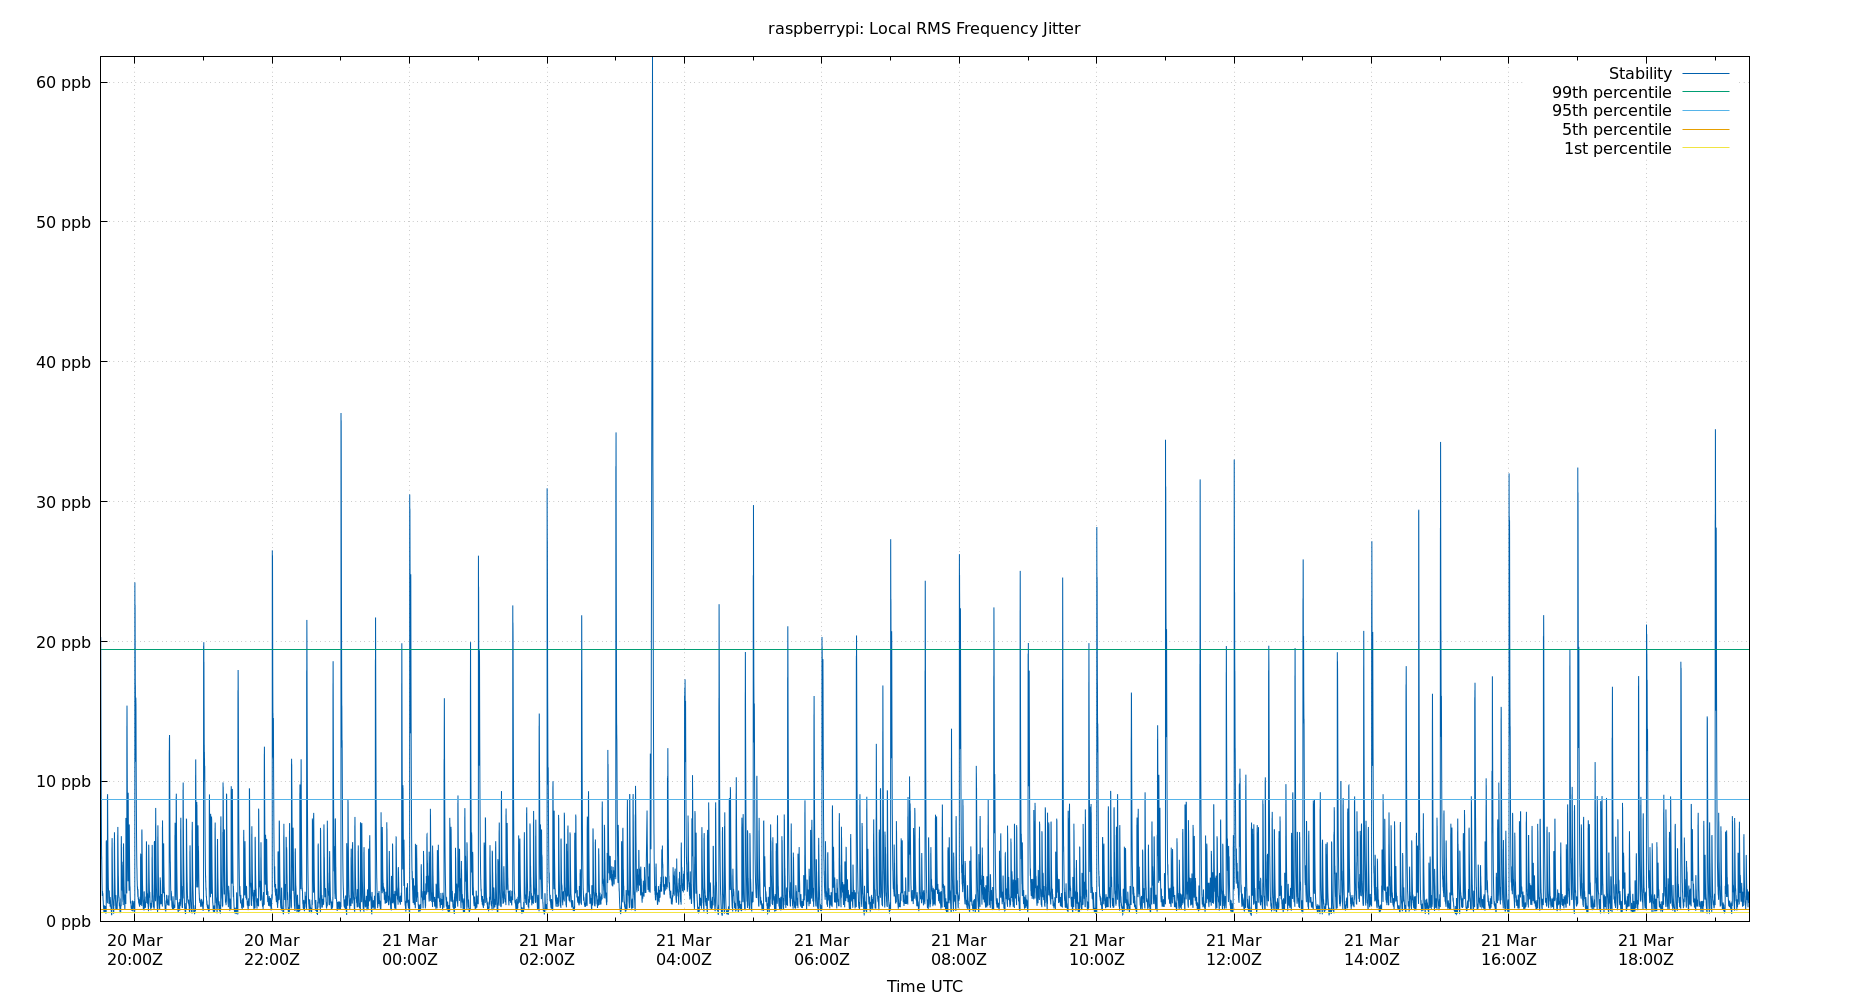 raspberrypi: Local RMS Frequency Jitter
Stability
99th percentile
95th percentile
5th percentile
1st percentile
60 ppb
50 ppb
40 ppb
30 ppb
20 ppb
10 ppb
0 ppb
20 Mar
20:00Z
20 Mar
22:00Z
21 Mar
00:00Z
21 Mar
02:00Z
21 Mar
04:00Z
21 Mar
06:00Z
21 Mar
08:00Z
21 Mar
10:00Z
21 Mar
12:00Z
21 Mar
14:00Z
21 Mar
16:00Z
21 Mar
18:00Z
Time UTC